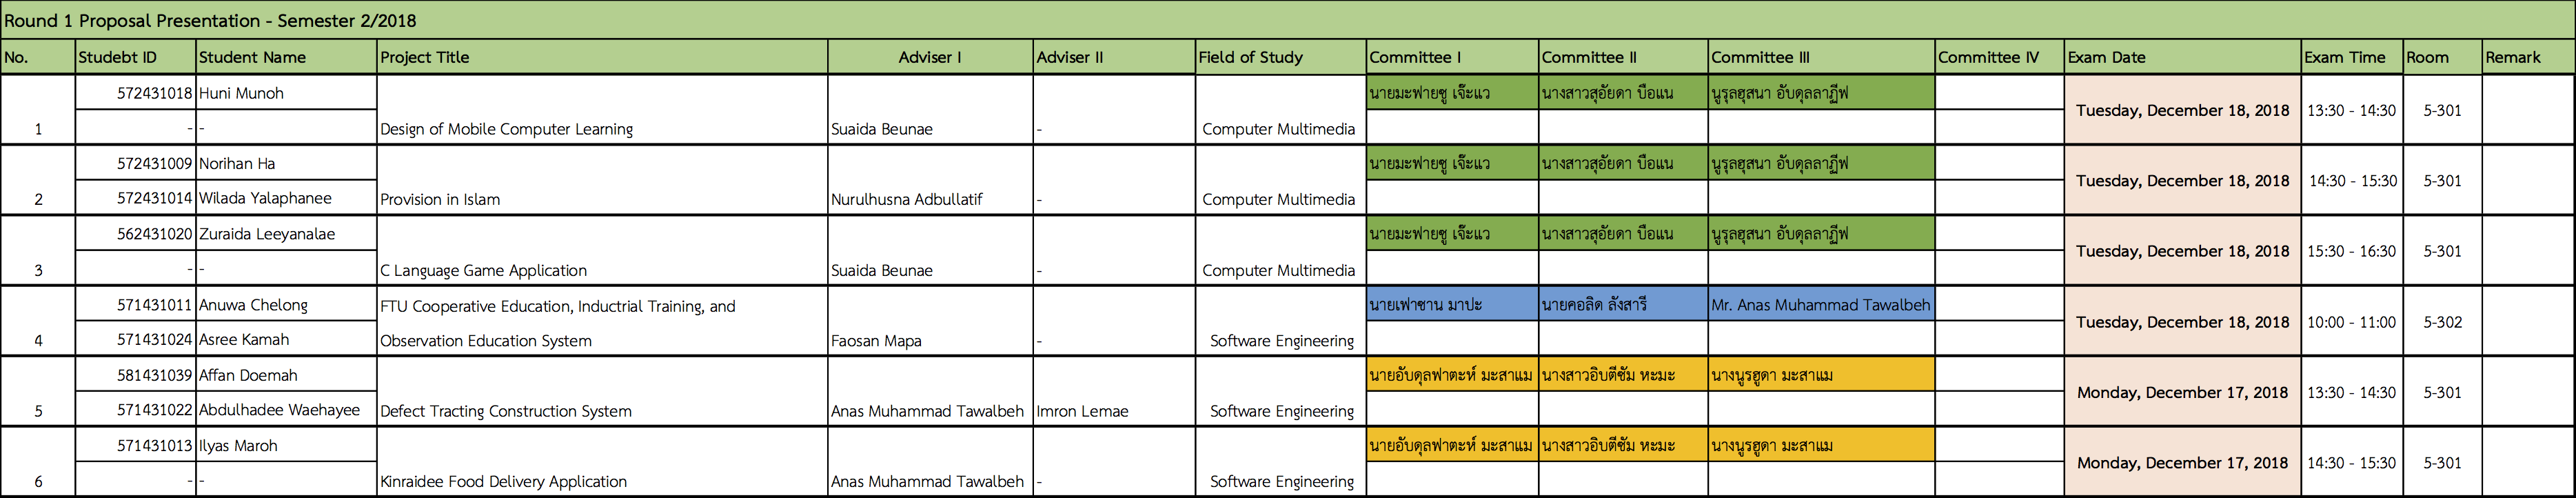 Round 1 Proposal Presentation - Semester 2/2018
No. Studebt ID Student Name Project Title Adviser I Adviser II Field of Study Committee I Committee II Committee III Committee IV Exam Date Exam Time Room Remark
572431018 Huni Munoh นายมะฟายซู เจ๊ะแว นางสาวสุอัยดา บือแน นูรุลฮุสนา อับดุลลาฏีฟ
Tuesday, December 18, 2018 13:30 - 14:30 5-301
1 - - Design of Mobile Computer Learning Suaida Beunae - Computer Multimedia
572431009 Norihan Ha นายมะฟายซู เจ๊ะแว นางสาวสุอัยดา บือแน นูรุลฮุสนา อับดุลลาฏีฟ
Tuesday, December 18, 2018 14:30 - 15:30 5-301
2 572431014 Wilada Yalaphanee Provision in Islam Nurulhusna Adbullatif - Computer Multimedia
562431020 Zuraida Leeyanalae นายมะฟายซู เจ๊ะแว นางสาวสุอัยดา บือแน นูรุลฮุสนา อับดุลลาฏีฟ
Tuesday, December 18, 2018 15:30 - 16:30 5-301
3 - - C Language Game Application Suaida Beunae - Computer Multimedia
571431011 Anuwa Chelong FTU Cooperative Education, Inductrial Training, and นายเฟาซาน มาปะ นายคอลิด ลังสารี Mr. Anas Muhammad Tawalbeh
Tuesday, December 18, 2018 10:00 - 11:00 5-302
4 571431024 Asree Kamah Observation Education System Faosan Mapa - Software Engineering
581431039 Affan Doemah นายอับดุลฟาตะห์ มะสาแม นางสาวอิบตีซัม หะมะ นางนูรฮูดา มะสาแม
Monday, December 17, 2018 13:30 - 14:30 5-301
5 571431022 Abdulhadee Waehayee Defect Tracting Construction System Anas Muhammad Tawalbeh Imron Lemae Software Engineering
571431013 Ilyas Maroh นายอับดุลฟาตะห์ มะสาแม นางสาวอิบตีซัม หะมะ นางนูรฮูดา มะสาแม
Monday, December 17, 2018 14:30 - 15:30 5-301
6 - - Kinraidee Food Delivery Application Anas Muhammad Tawalbeh - Software Engineering